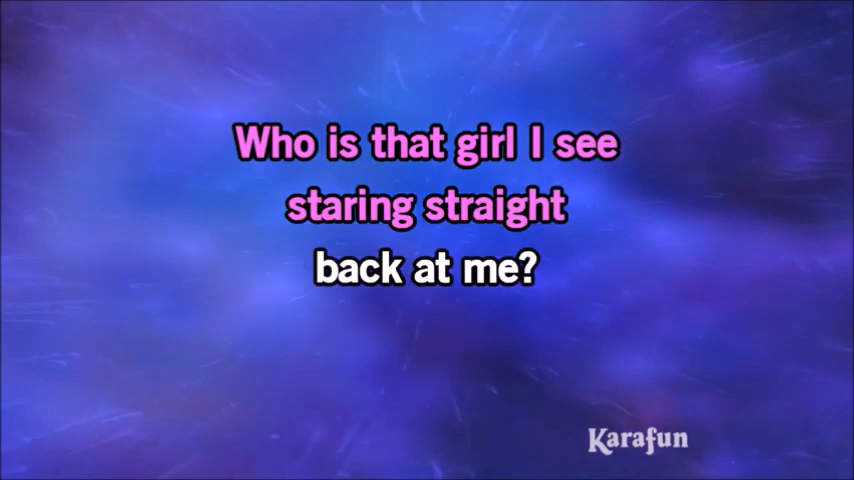 Who is that girl I see
staring straight
back at me?
Karafun